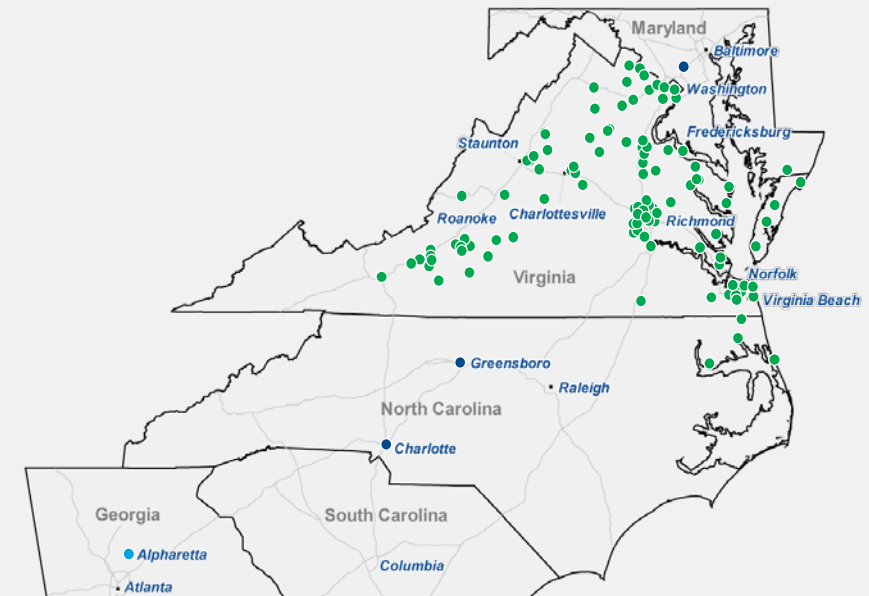 Maryland
Baltimore
Washington
Fredericksburg
Staunton
Roanoke
Charlottesville
Richmond
Virginia
Norfolk
Virginia Beach
Greensboro
Raleigh
North Carolina
Charlotte
Georgia
South Carolina
Alpharetta
Columbia
Atlanta